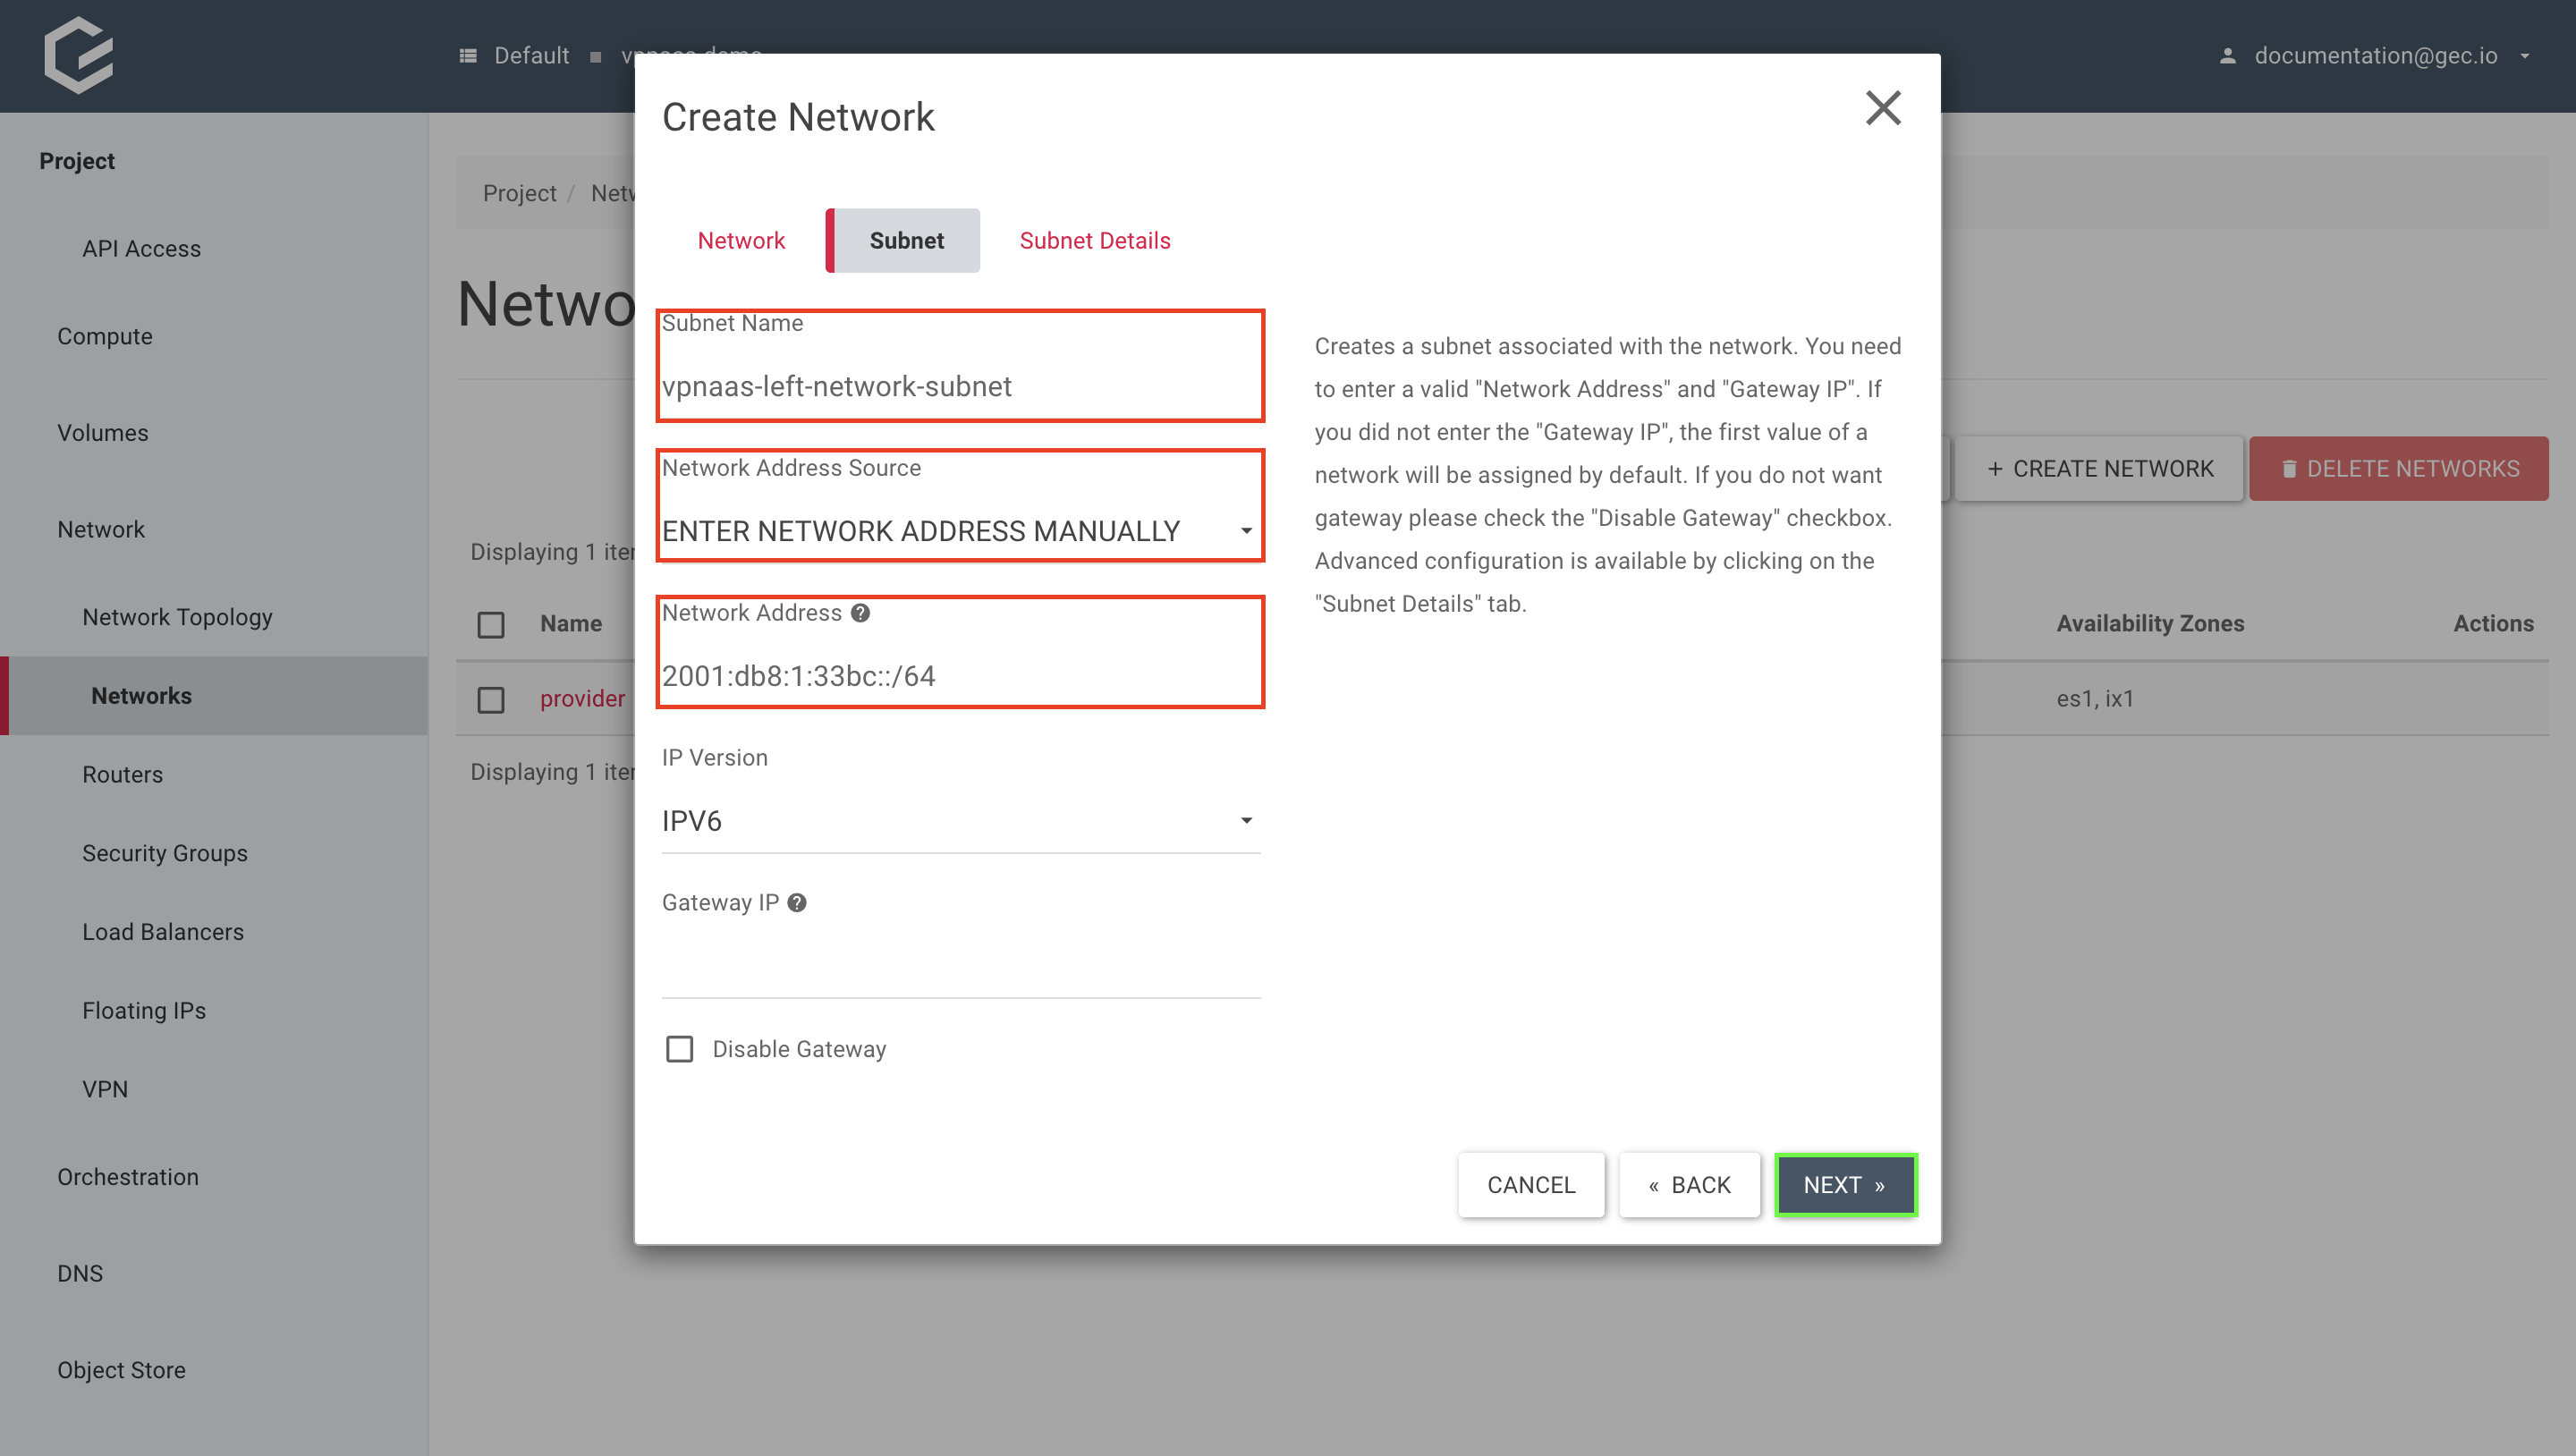 Default
documentation@gec.io
Project
API Access
Compute
Volumes
Network
Network Topology
Networks
Routers
Security Groups
Load Balancers
Floating IPs
VPN
Orchestration
DNS
Object Store
Project /
Displaying 1
Name
provider
Displaying 1
+ CREATE NETWORK
DELETE NETWORKS
Availability Zones
Actions
es1, ix1
Create Network
Network
Subnet
Subnet Details
Subnet Name
vpnaas-left-network-subnet
Network Address Source
ENTER NETWORK ADDRESS MANUALLY
Network Address
2001:db8:1:33bc::/64
IP Version
IPV6
Gateway IP
Disable Gateway
Creates a subnet associated with the network. You need
to enter a valid "Network Address" and "Gateway IP". If
you did not enter the "Gateway IP", the first value of a
network will be assigned by default. If you do not want
gateway please check the "Disable Gateway" checkbox.
Advanced configuration is available by clicking on the
"Subnet Details" tab.
CANCEL
« BACK
NEXT »